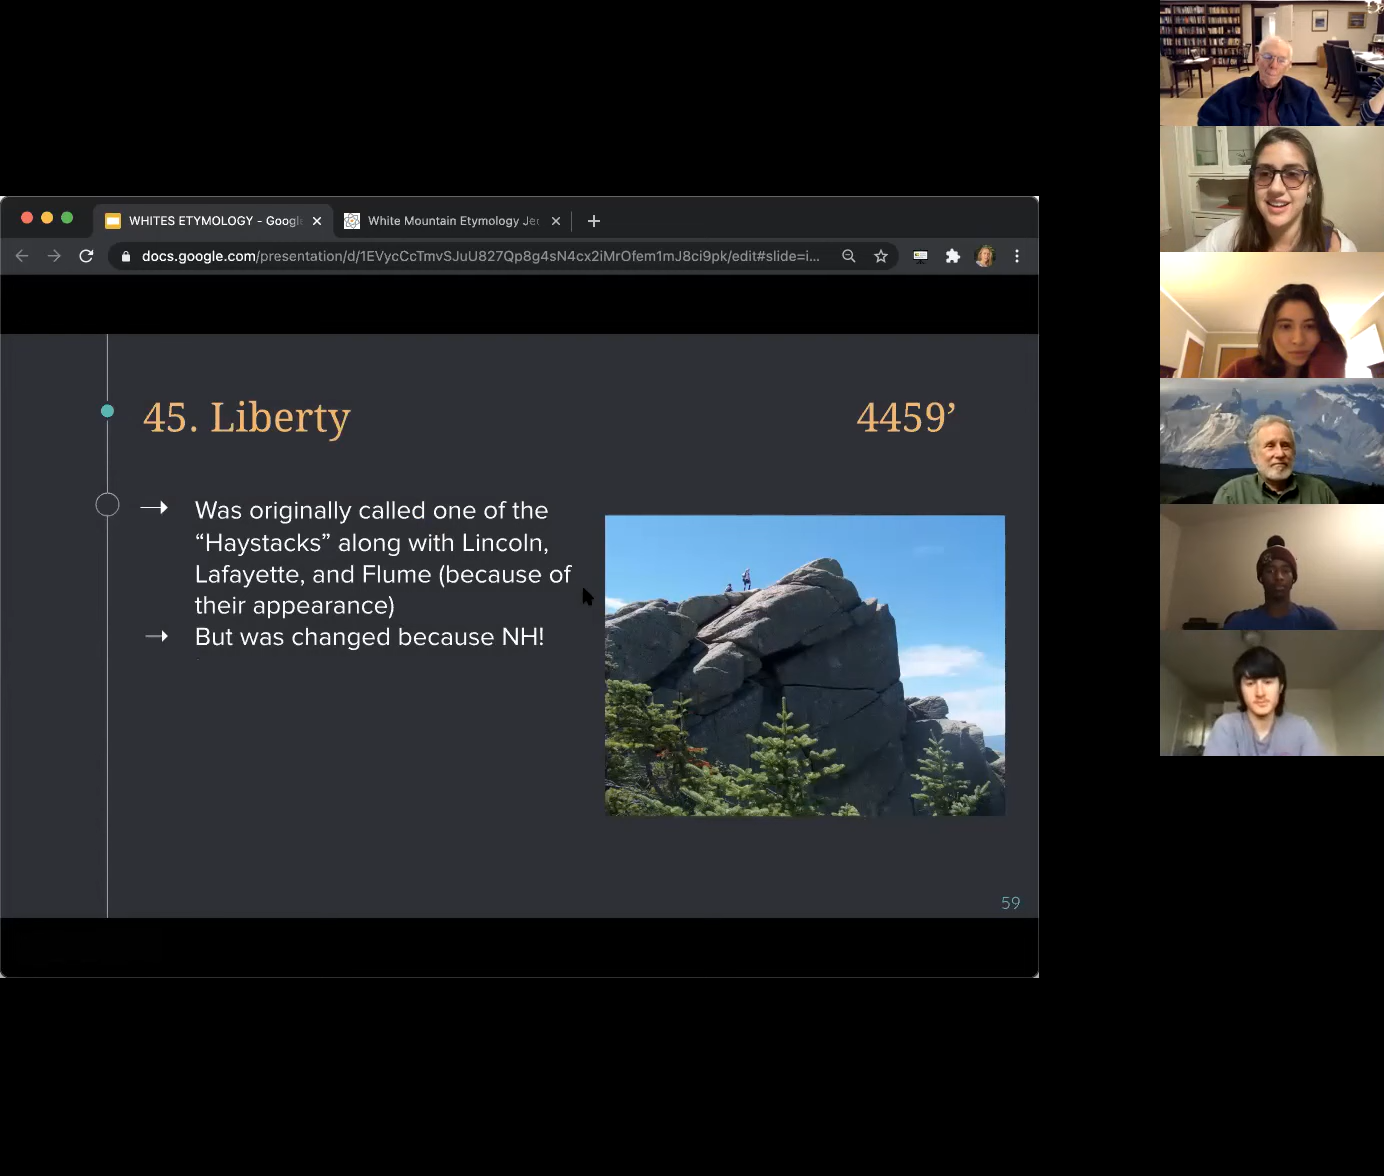 WHITES ETYMOLOGY - Googl
White Mountain Etymology Jeo
docs.google.com/presentation/d/1EVycCcTmvSJuU827Qp8g4sN4cx2iMrOfem1mJ8ci9pk/edit#slide=i...
45. Liberty
4459’
→ Was originally called one of the
“Haystacks” along with Lincoln,
Lafayette, and Flume (because of
their appearance)
→ But was changed because NH!
59